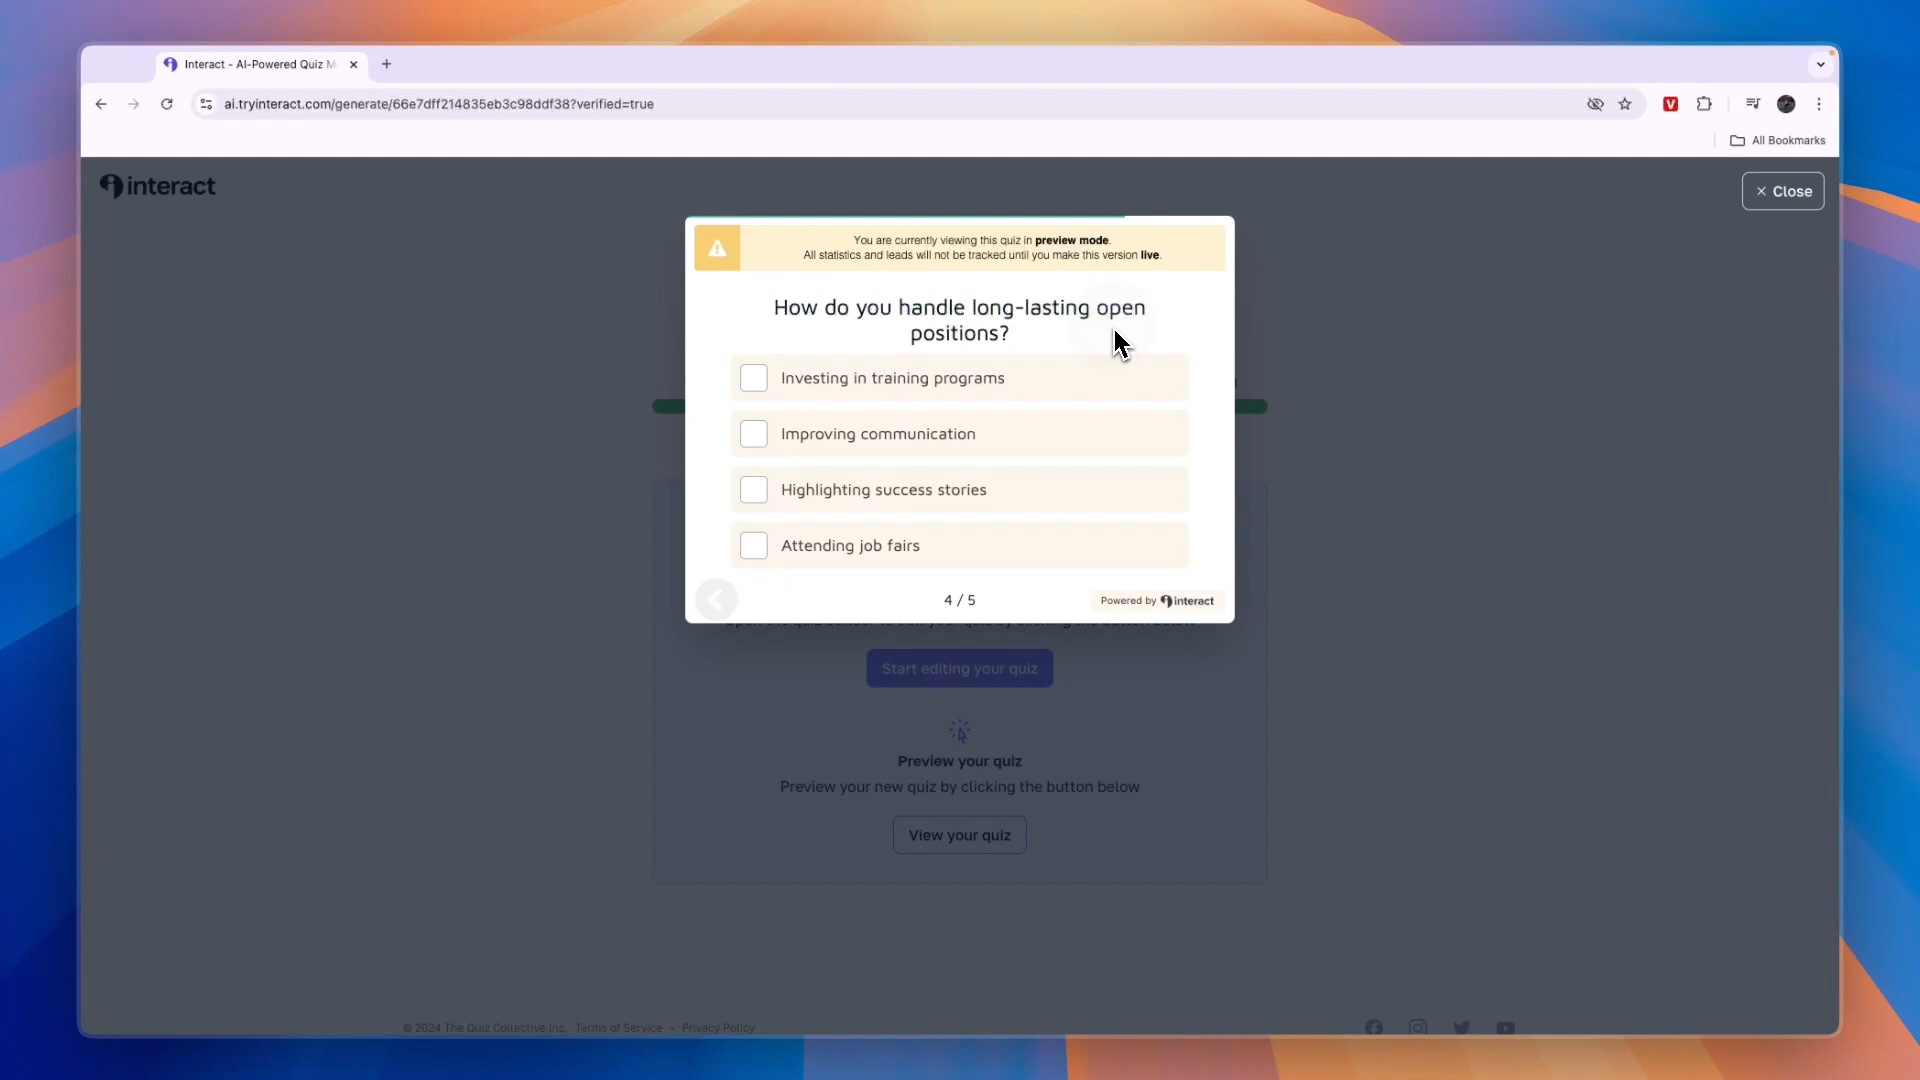 Interact - AI-Powered Quiz M
ai.tryinteract.com/generate/66e7dff214835eb3c98ddf38?verified=true
V
All Bookmarks
interact
Close
You are currently viewing this quiz in preview mode.
All statistics and leads will not be tracked until you make this version live.
How do you handle long-lasting open
positions?
Investing in training programs
Improving communication
Highlighting success stories
Attending job fairs
4 / 5
Powered by interact
Start editing your quiz
Preview your quiz
Preview your new quiz by clicking the button below
View your quiz
© 2024 The Quiz Collective Inc. Terms of Service • Privacy Policy